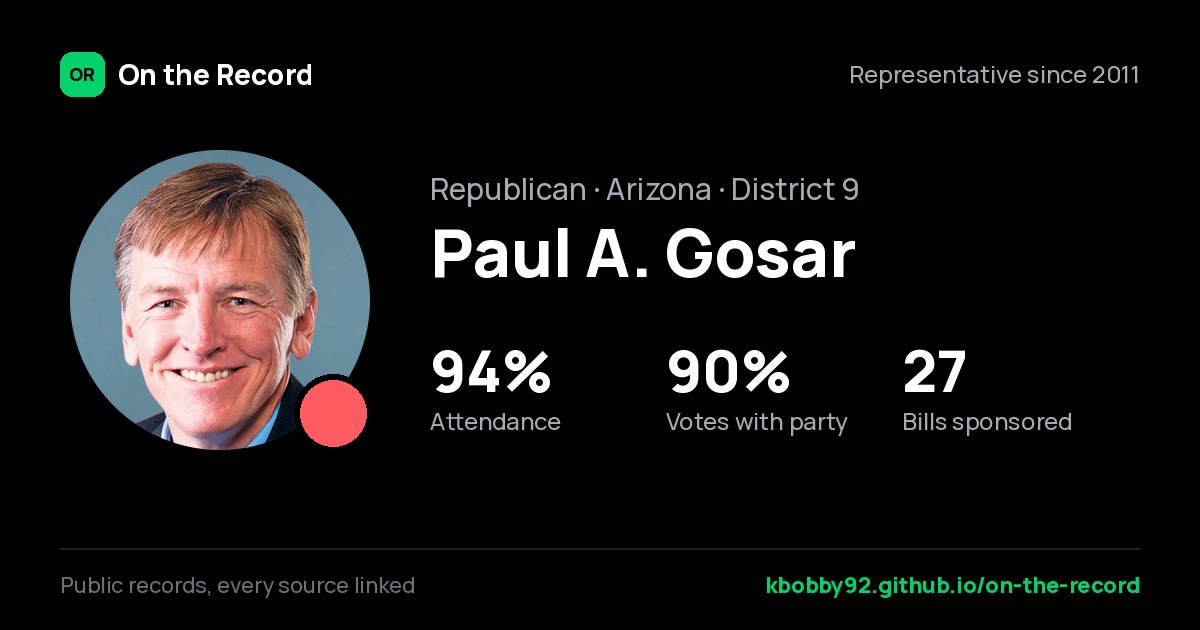 OR On the Record
Representative since 2011
Republican · Arizona · District 9
Paul A. Gosar
94% 90% 27
Attendance Votes with party Bills sponsored
Public records, every source linked
kbobby92.github.io/on-the-record